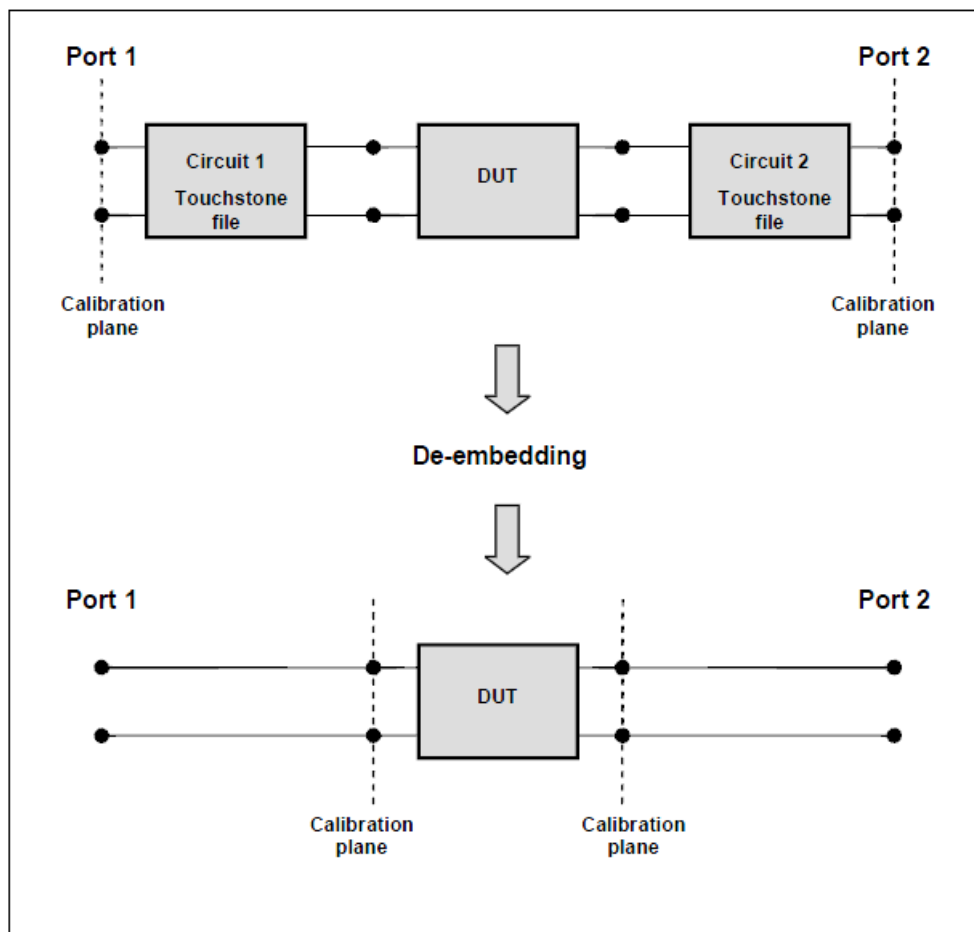 Port 1
Port 2
Circuit 1
Touchstone
file
DUT
Circuit 2
Touchstone
file
Calibration
plane
Calibration
plane
De-embedding
Port 1
Port 2
DUT
Calibration
plane
Calibration
plane